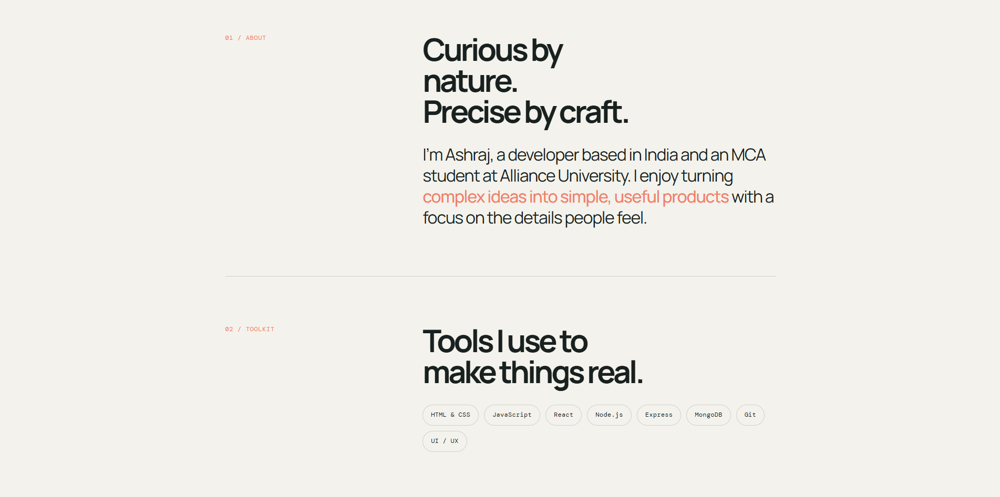 01 / ABOUT
Curious by
nature.
Precise by craft.
I’m Ashraj, a developer based in India and an MCA
student at Alliance University. I enjoy turning
complex ideas into simple, useful products with a
focus on the details people feel.
02 / TOOLKIT
Tools I use to
make things real.
HTML & CSS JavaScript React Node.js Express MongoDB Git
UI / UX